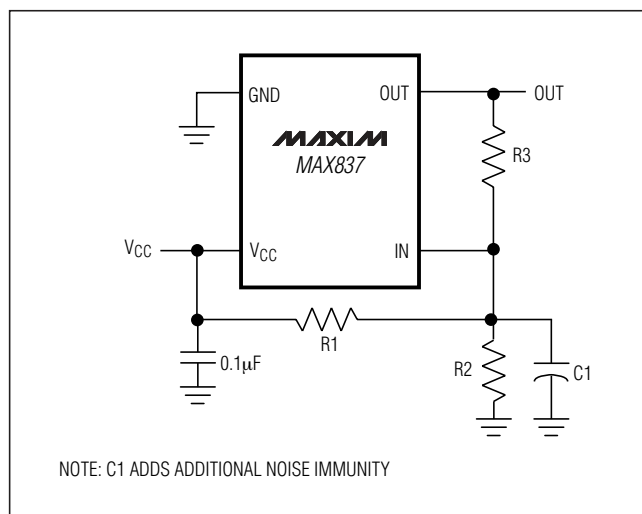 GND
OUT
OUT
MAXIM
MAX837
R3
VCC
VCC
IN
R1
0.1µF
R2
C1
NOTE: C1 ADDS ADDITIONAL NOISE IMMUNITY